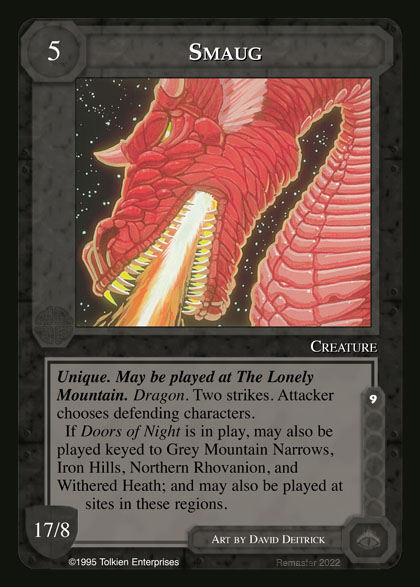 5
Smaug
Creature
Unique. May be played at The Lonely
Mountain. Dragon. Two strikes. Attacker
chooses defending characters.
If Doors of Night is in play, may also be
played keyed to Grey Mountain Narrows,
Iron Hills, Northern Rhovanion, and
Withered Heath; and may also be played at
sites in these regions.
9
17/8
Art by David Deitrick
©1995 Tolkien Enterprises
Remaster 2022